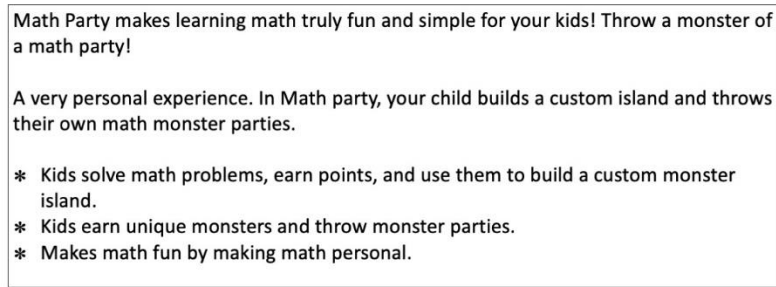 Math Party makes learning math truly fun and simple for your kids! Throw a monster of
a math party!
A very personal experience. In Math party, your child builds a custom island and throws
their own math monster parties.
* Kids solve math problems, earn points, and use them to build a custom monster
island.
* Kids earn unique monsters and throw monster parties.
* Makes math fun by making math personal.